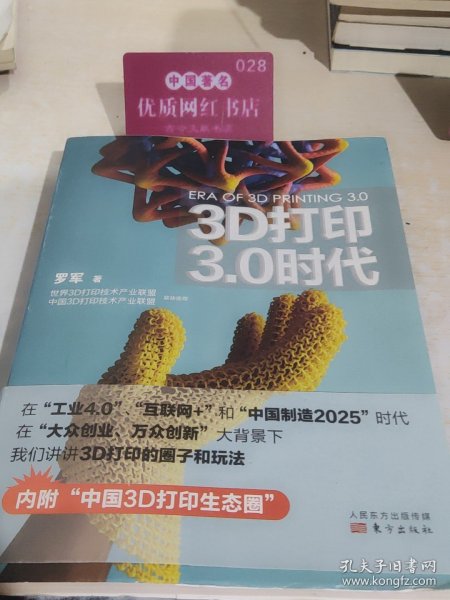 028
中国著名
优质网红书店
ERA OF 3D PRINTING 3.0
3D打印
3.0时代
罗军 著
世界3D打印技术产业联盟
中国3D打印技术产业联盟
在“工业4.0”、“互联网+”和“中国制造2025”时代
在“大众创业、万众创新”大背景下
我们讲讲3D打印的圈子和玩法
内附“中国3D打印生态圈”
人民东方出版传媒
东方出版社
孔夫子旧书网
www.kongfz.com